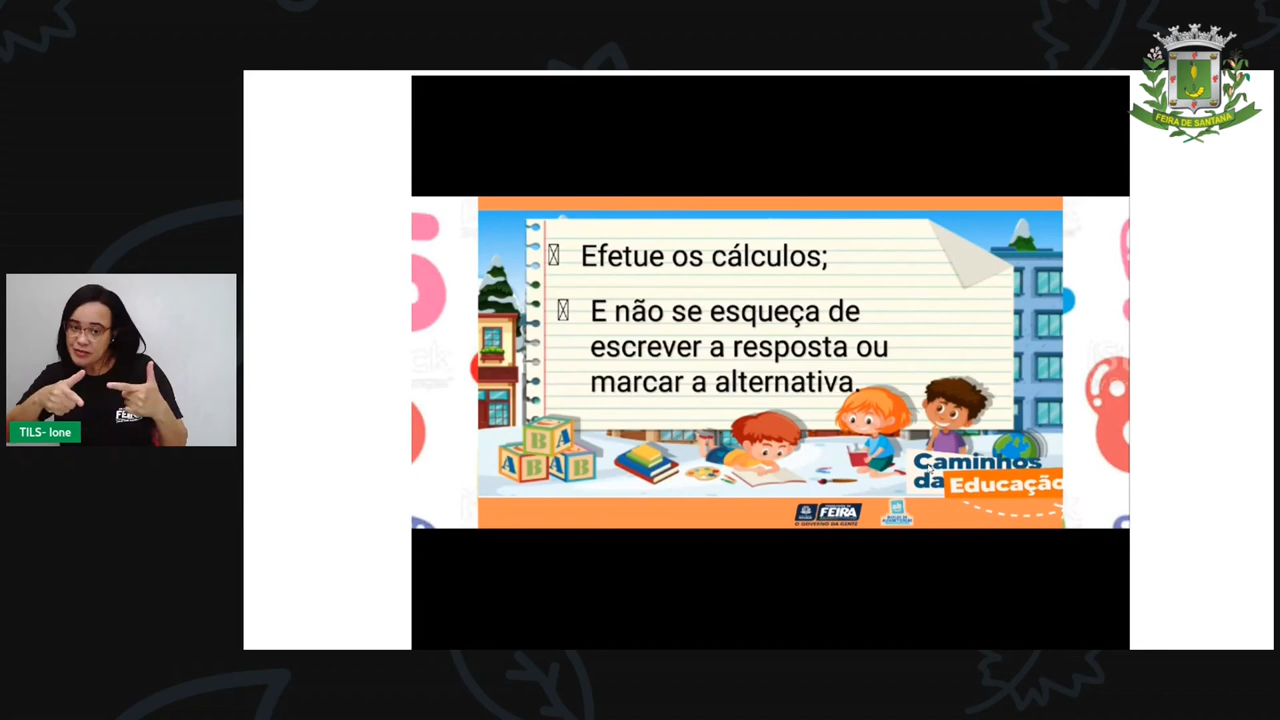 FEIRA DE SANTANA
Efetue os cálculos;
E não se esqueça de
escrever a resposta ou
marcar a alternativa.
B
A
A
B
A
B
Caminhos
da Educação
FEIRA
O GOVERNO DA GENTE
FEIRA
TILS- Ione